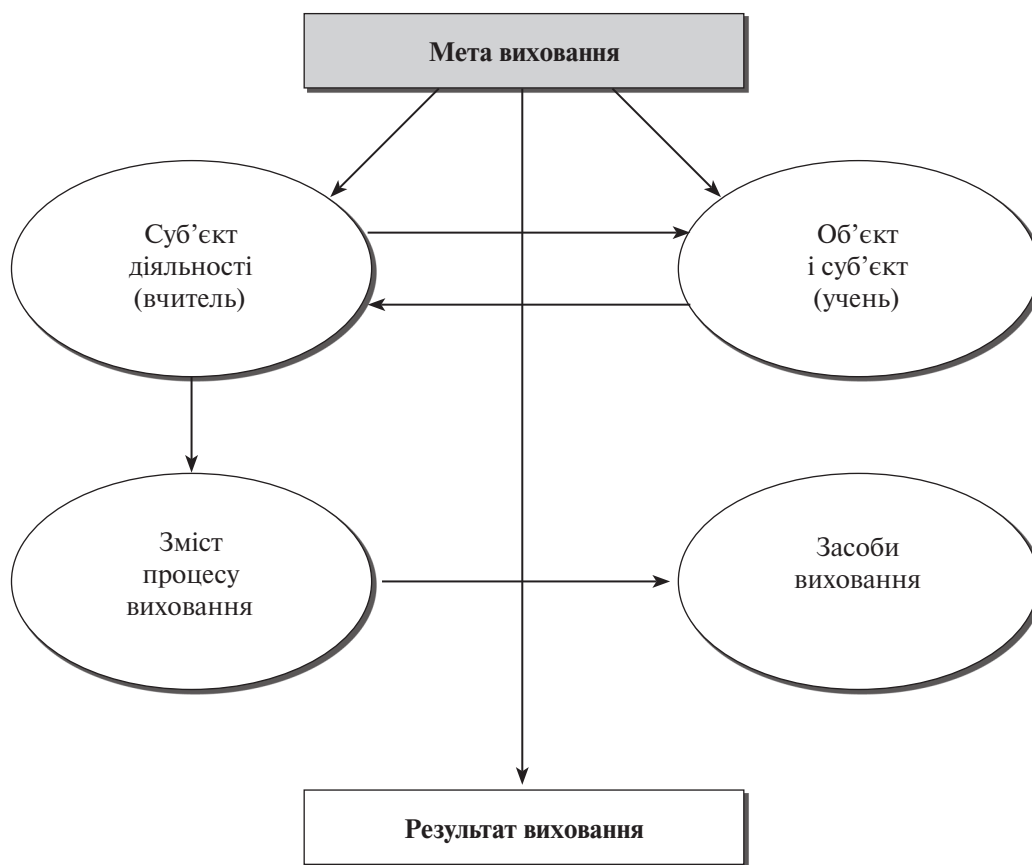 Мета виховання
Суб’єкт
діяльності
(вчитель)
Об’єкт
і суб’єкт
(учень)
Зміст
процесу
виховання
Засоби
виховання
Результат виховання